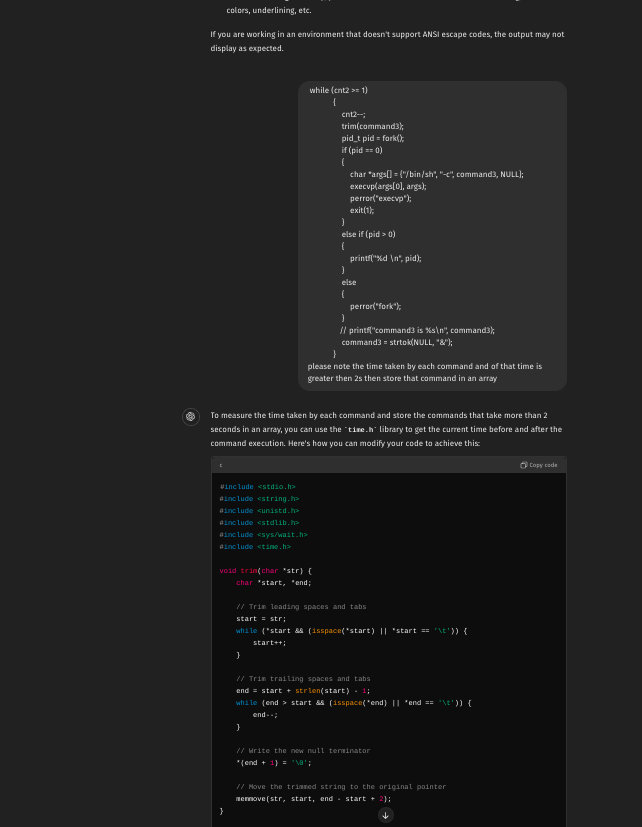 colors, underlining, etc.
If you are working in an environment that doesn't support ANSI escape codes, the output may not
display as expected.
while (cnt2 >= 1)
{
cnt2--;
trim(command3);
pid_t pid = fork();
if (pid == 0)
{
char *args[] = {"/bin/sh", "-c", command3, NULL};
execvp(args[0], args);
perror("execvp");
exit(1);
}
else if (pid > 0)
{
printf("%d \n", pid);
}
else
{
perror("fork");
}
// printf("command3 is %s\n", command3);
command3 = strtok(NULL, "&");
}
please note the time taken by each command and of that time is
greater then 2s then store that command in an array
To measure the time taken by each command and store the commands that take more than 2
seconds in an array, you can use the `time.h` library to get the current time before and after the
command execution. Here's how you can modify your code to achieve this:
c Copy code
#include <stdio.h>
#include <string.h>
#include <unistd.h>
#include <stdlib.h>
#include <sys/wait.h>
#include <time.h>
void trim(char *str) {
char *start, *end;
// Trim leading spaces and tabs
start = str;
while (*start && (isspace(*start) || *start == '\t')) {
start++;
}
// Trim trailing spaces and tabs
end = start + strlen(start) - 1;
while (end > start && (isspace(*end) || *end == '\t')) {
end--;
}
// Write the new null terminator
*(end + 1) = '\0';
// Move the trimmed string to the original pointer
memmove(str, start, end - start + 2);
}